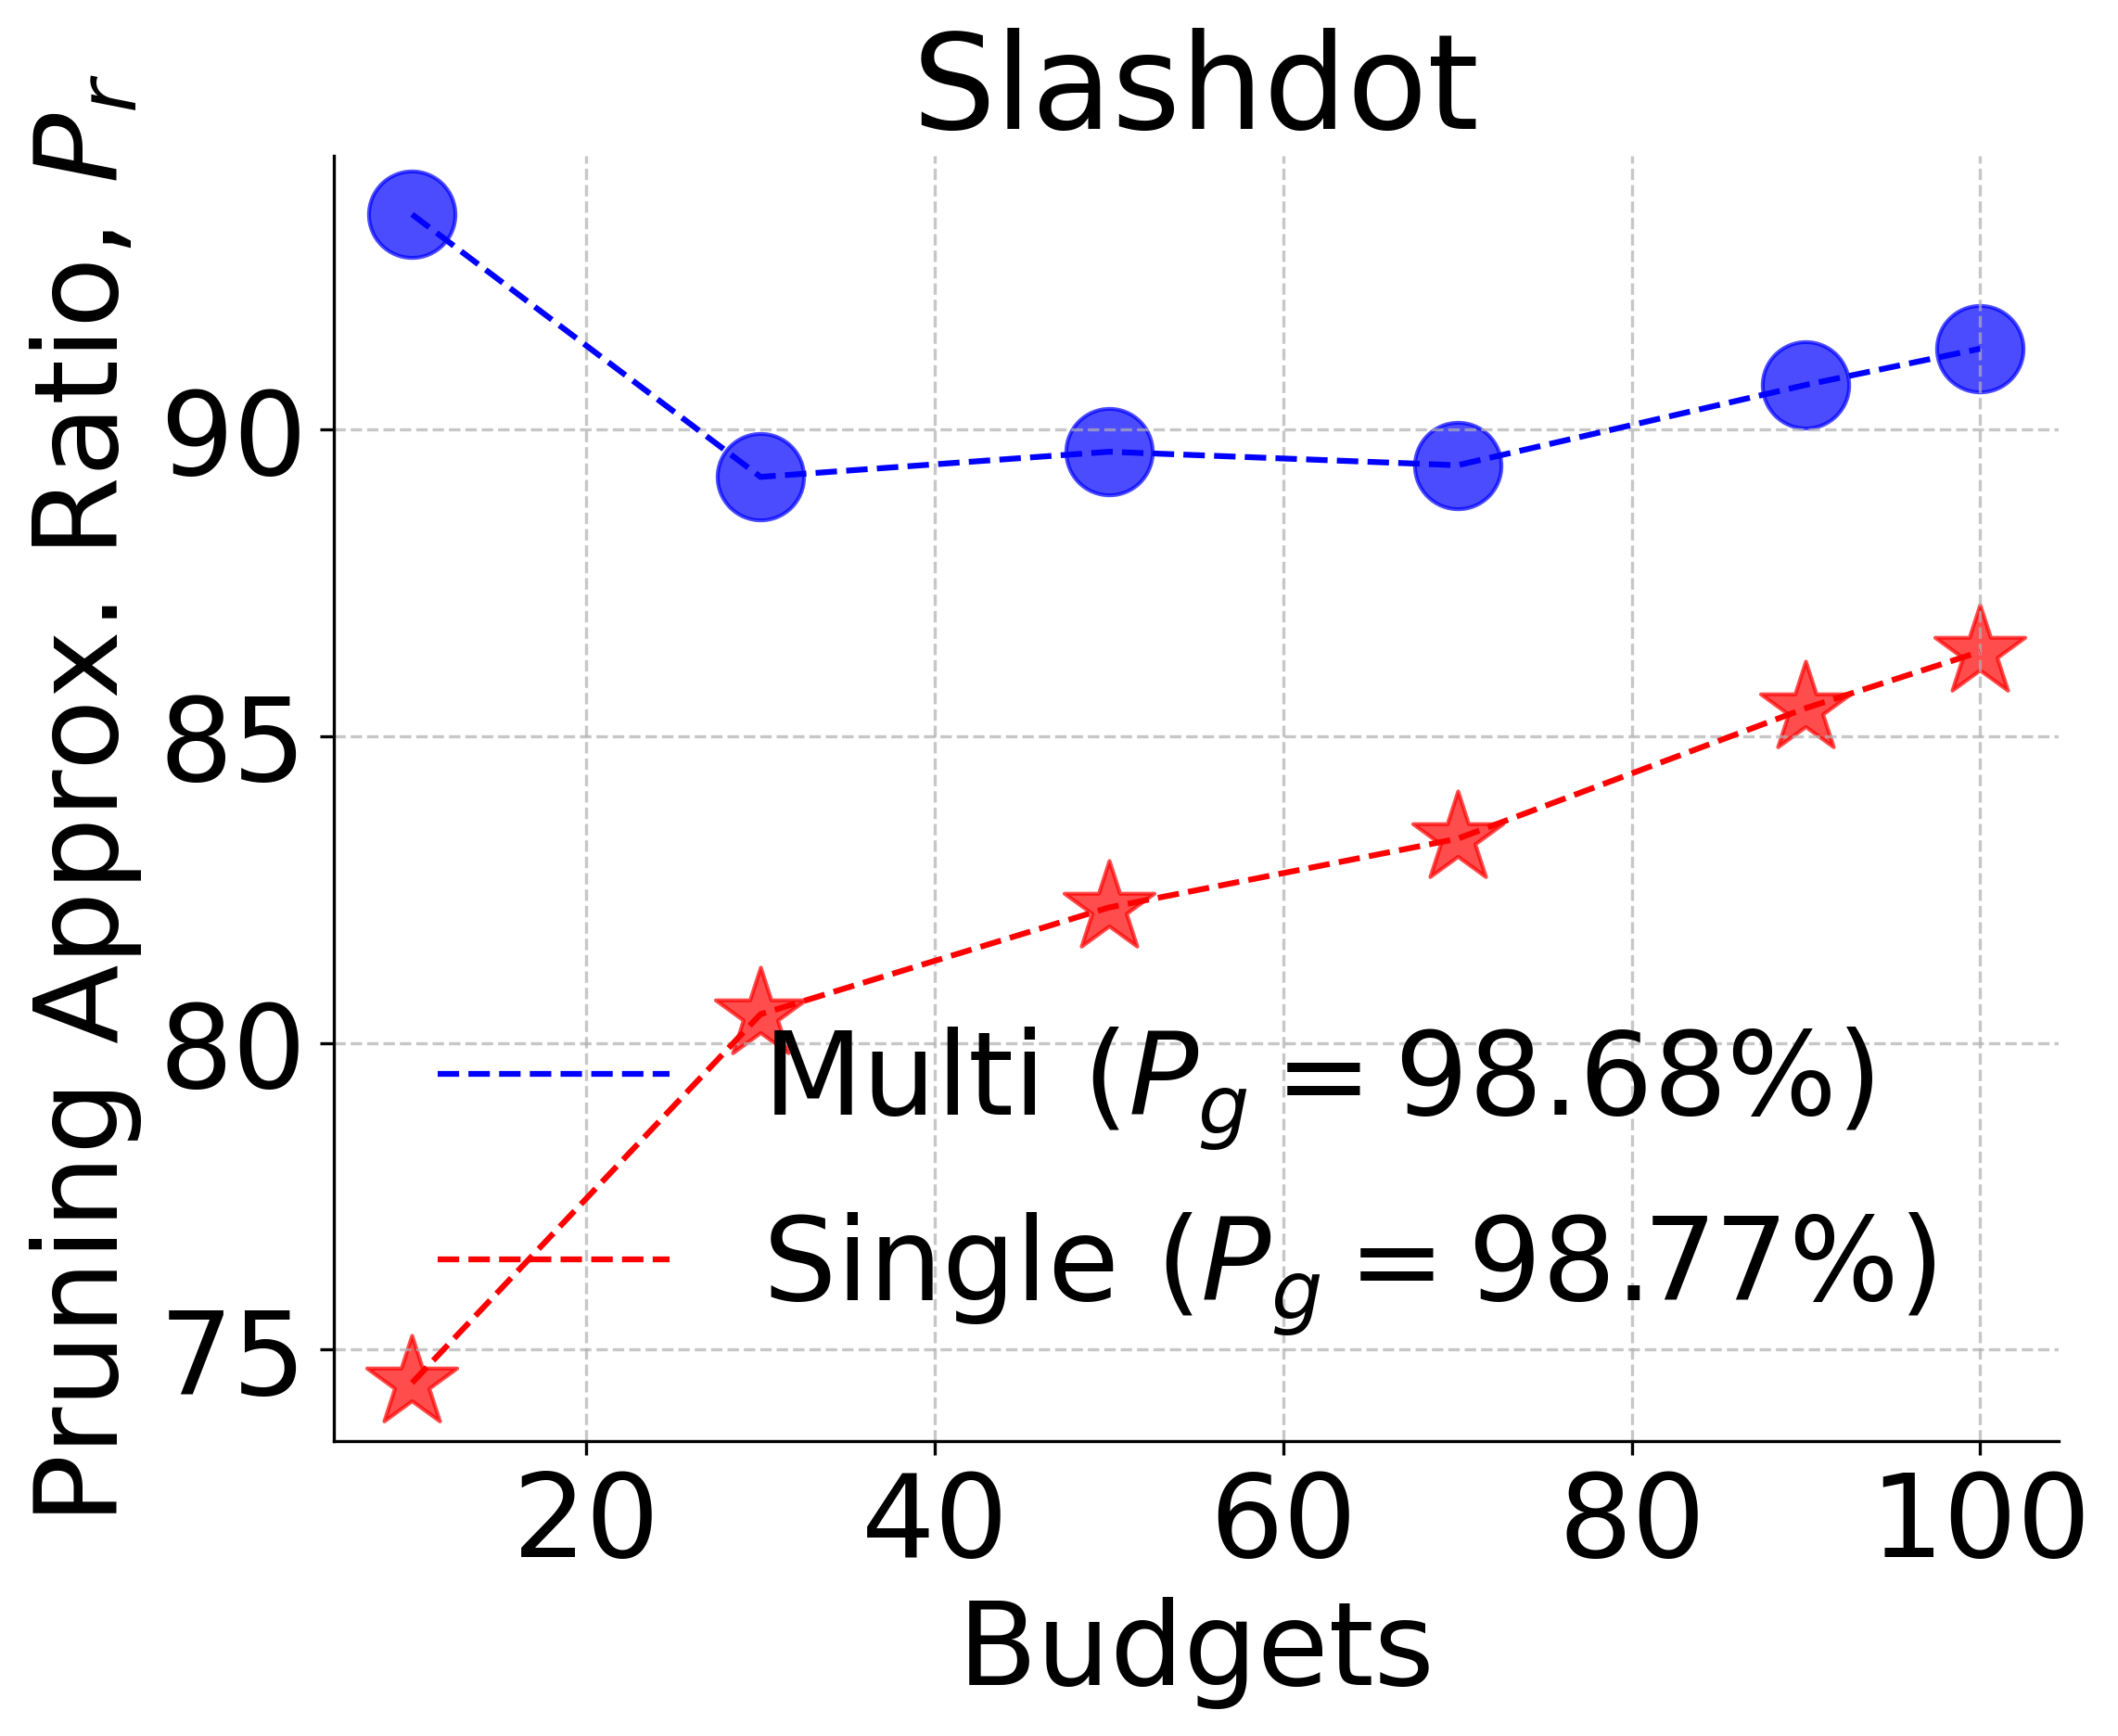 Slashdot
Pruning Approx. Ratio, P_r
90
85
80
75
Multi (P_g = 98.68%)
Single (P_g = 98.77%)
20 40 60 80 100
Budgets